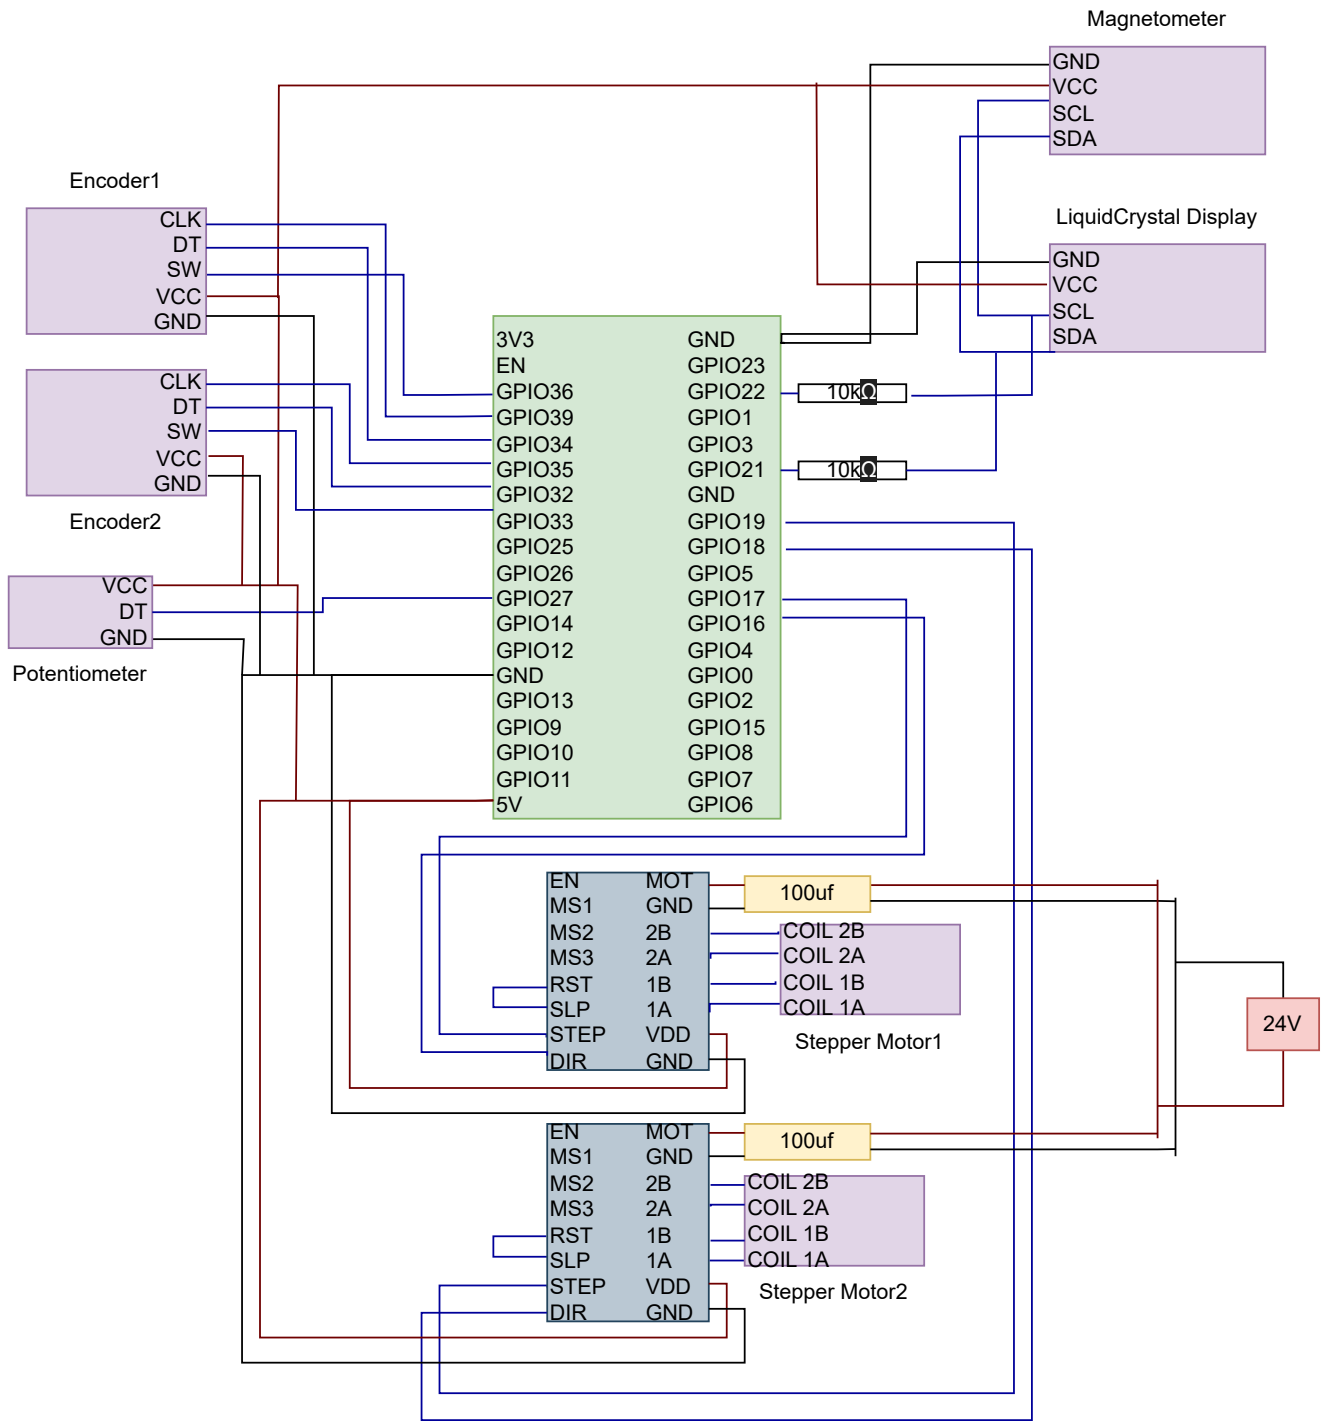 Magnetometer
GND
VCC
SCL
SDA
Encoder1
CLK
DT
SW
VCC
GND
LiquidCrystal Display
GND
VCC
SCL
SDA
CLK
DT
SW
VCC
GND
Encoder2
VCC
DT
GND
Potentiometer
3V3
EN
GPIO36
GPIO39
GPIO34
GPIO35
GPIO32
GPIO33
GPIO25
GPIO26
GPIO27
GPIO14
GPIO12
GND
GPIO13
GPIO9
GPIO10
GPIO11
5V
GND
GPIO23
GPIO22
GPIO1
GPIO3
GPIO21
GND
GPIO19
GPIO18
GPIO5
GPIO17
GPIO16
GPIO4
GPIO0
GPIO2
GPIO15
GPIO8
GPIO7
GPIO6
10kΩ
10kΩ
EN
MS1
MS2
MS3
RST
SLP
STEP
DIR
MOT
GND
2B
2A
1B
1A
VDD
GND
100uf
COIL 2B
COIL 2A
COIL 1B
COIL 1A
Stepper Motor1
24V
EN
MS1
MS2
MS3
RST
SLP
STEP
DIR
MOT
GND
2B
2A
1B
1A
VDD
GND
100uf
COIL 2B
COIL 2A
COIL 1B
COIL 1A
Stepper Motor2